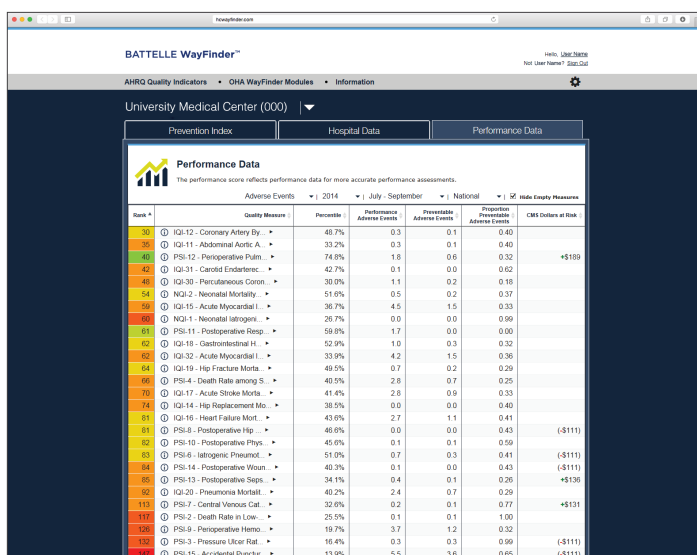 hcwayfinder.com
BATTELLE WayFinder™
Hello, User Name
Not User Name? Sign Out
AHRQ Quality Indicators • OHA WayFinder Modules • Information
University Medical Center (000)
Prevention Index Hospital Data Performance Data
Performance Data
The performance score reflects performance data for more accurate performance assessments.
Adverse Events | 2014 | July - September | National | Hide Empty Measures
Rank Quality Measure Percentile Performance Adverse Events Preventable Adverse Events Proportion Preventable Adverse Events CMS Dollars at Risk
30 IQI-12 - Coronary Artery By... 48.7% 0.3 0.1 0.40
35 IQI-11 - Abdominal Aortic A... 33.2% 0.3 0.1 0.40
40 PSI-12 - Perioperative Pulm... 74.8% 1.8 0.6 0.32 +$189
42 IQI-31 - Carotid Endarterec... 42.7% 0.1 0.0 0.62
48 IQI-30 - Percutaneous Coron... 30.0% 1.1 0.2 0.18
54 NQI-2 - Neonatal Mortality... 51.6% 0.5 0.2 0.37
59 IQI-15 - Acute Myocardial I... 36.7% 4.5 1.5 0.33
60 NQI-1 - Neonatal Iatrogeni... 26.7% 0.0 0.0 0.99
61 PSI-11 - Postoperative Resp... 59.8% 1.7 0.0 0.00
62 IQI-18 - Gastrointestinal H... 52.9% 1.0 0.3 0.32
62 IQI-32 - Acute Myocardial I... 33.9% 4.2 1.5 0.36
64 IQI-19 - Hip Fracture Morta... 49.5% 0.7 0.2 0.29
66 PSI-4 - Death Rate among S... 40.5% 2.8 0.7 0.25
70 IQI-17 - Acute Stroke Morta... 41.4% 2.8 0.9 0.33
74 IQI-14 - Hip Replacement Mo... 38.5% 0.0 0.0 0.40
81 IQI-16 - Heart Failure Mort... 43.6% 2.7 1.1 0.41
81 PSI-8 - Postoperative Hip ... 46.6% 0.0 0.0 0.43 (-$111)
82 PSI-10 - Postoperative Phys... 45.6% 0.1 0.1 0.59
83 PSI-6 - Iatrogenic Pneumot... 51.0% 0.7 0.3 0.41 (-$111)
84 PSI-14 - Postoperative Woun... 40.3% 0.1 0.0 0.43 (-$111)
85 PSI-13 - Postoperative Seps... 34.1% 0.4 0.1 0.26 +$136
92 IQI-20 - Pneumonia Mortalit... 40.2% 2.4 0.7 0.29
113 PSI-7 - Central Venous Cat... 32.6% 0.2 0.1 0.77 +$131
117 PSI-2 - Death Rate in Low-... 25.5% 0.1 0.1 1.00
126 PSI-9 - Perioperative Hemo... 19.7% 3.7 1.2 0.32
132 PSI-3 - Pressure Ulcer Rat... 16.4% 0.3 0.3 0.99 (-$111)
147 PSI-15 - Accidental Punctur... 13.9% 5.5 3.6 0.65 (-$111)